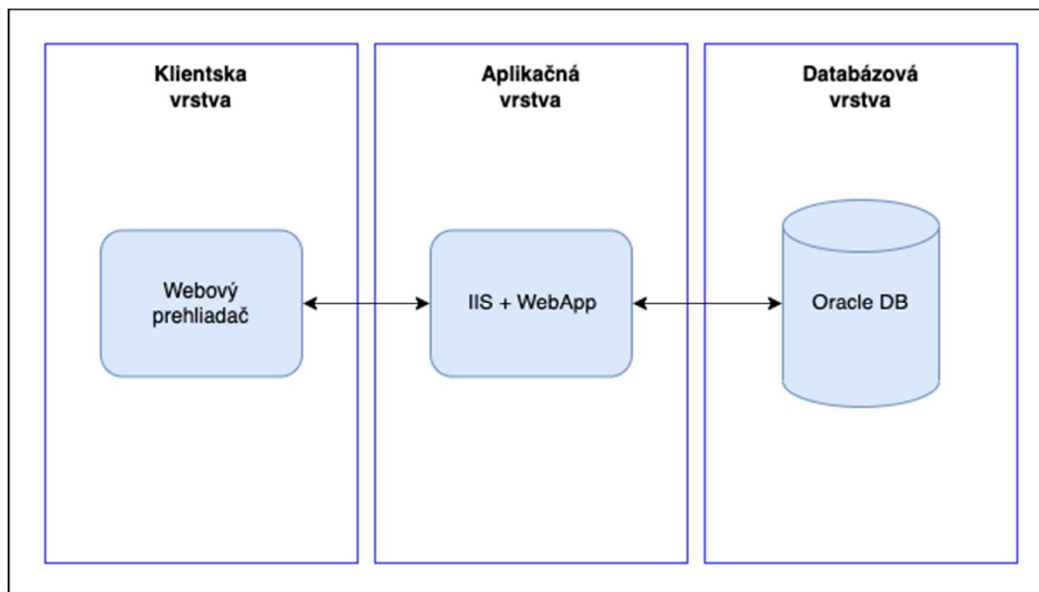 Klientska
vrstva
Aplikačná
vrstva
Databázová
vrstva
Webový
prehliadač
IIS + WebApp
Oracle DB